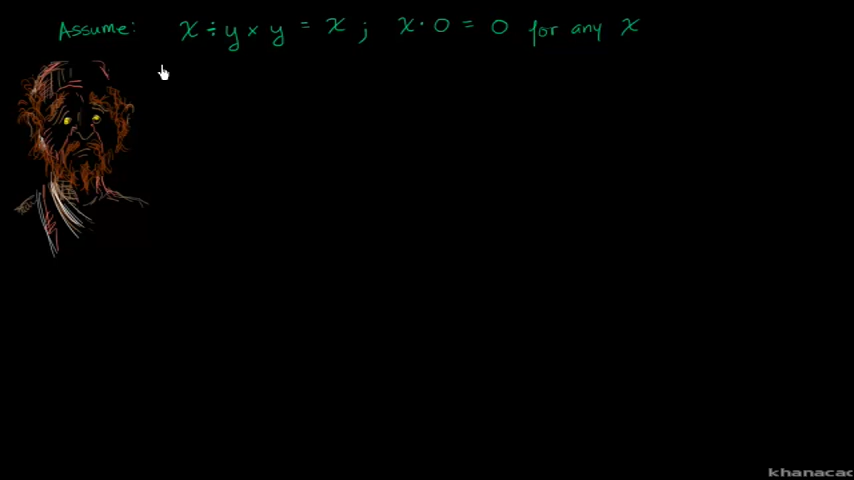 Assume: x ÷ y × y = x ; x · 0 = 0 for any x
khanacad